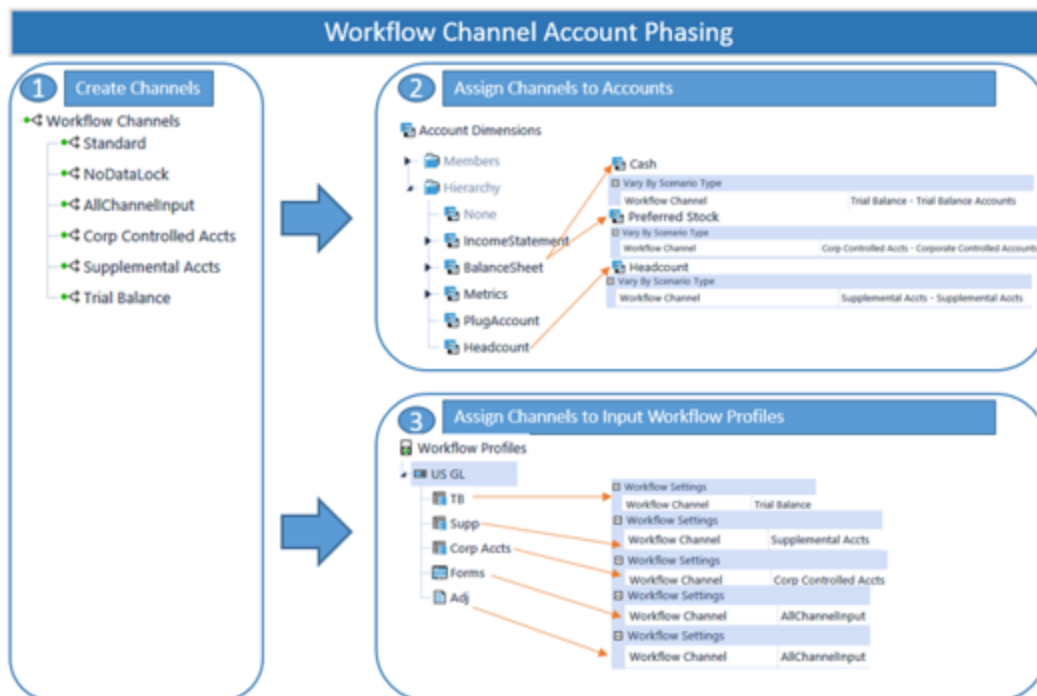 Workflow Channel Account Phasing
1 Create Channels
Workflow Channels
Standard
NoDataLock
AllChannelInput
Corp Controlled Accts
Supplemental Accts
Trial Balance
2 Assign Channels to Accounts
Account Dimensions
Members
Hierarchy
None
IncomeStatement
BalanceSheet
Metrics
PlugAccount
Headcount
Cash
Vary By Scenario Type
Workflow Channel Trial Balance - Trial Balance Accounts
Preferred Stock
Vary By Scenario Type
Workflow Channel Corp Controlled Accts - Corporate Controlled Accounts
Headcount
Vary By Scenario Type
Workflow Channel Supplemental Accts - Supplemental Accts
3 Assign Channels to Input Workflow Profiles
Workflow Profiles
US GL
TB
Supp
Corp Accts
Forms
Adj
Workflow Settings
Workflow Channel Trial Balance
Workflow Settings
Workflow Channel Supplemental Accts
Workflow Settings
Workflow Channel Corp Controlled Accts
Workflow Settings
Workflow Channel AllChannelInput
Workflow Settings
Workflow Channel AllChannelInput